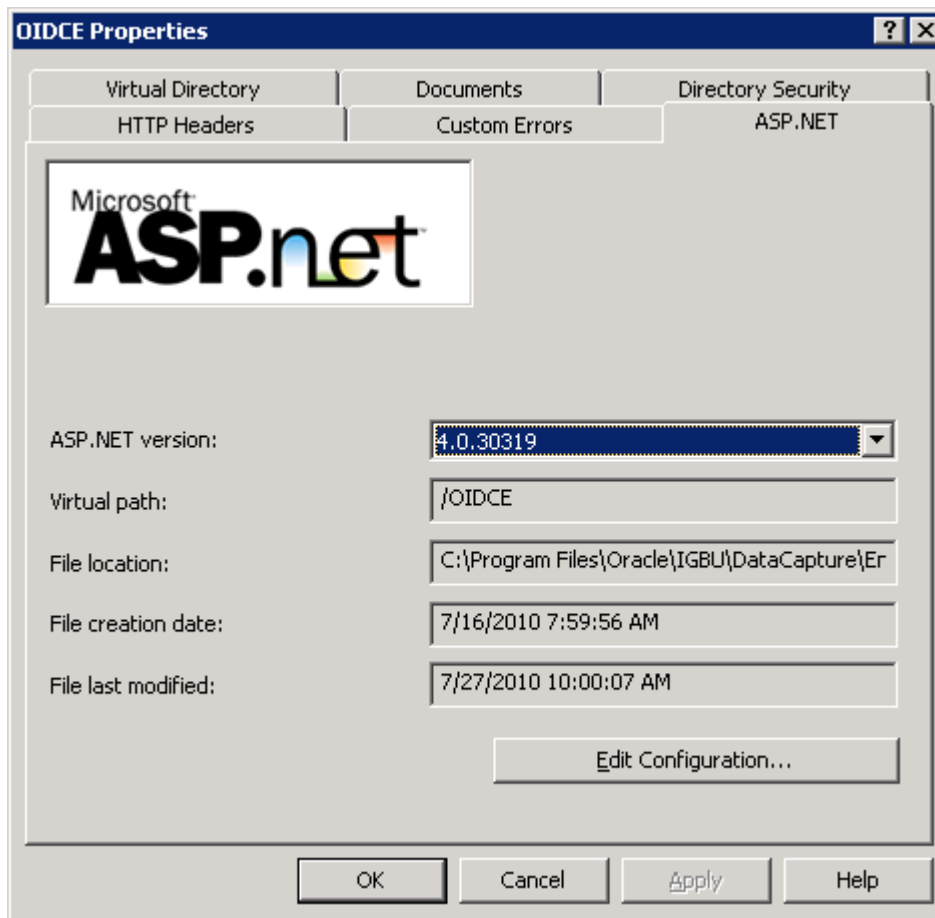 OIDCE Properties
Virtual Directory Documents Directory Security
HTTP Headers Custom Errors ASP.NET
Microsoft
ASP.net
ASP.NET version: 4.0.30319
Virtual path: /OIDCE
File location: C:\Program Files\Oracle\IGBU\DataCapture\Er
File creation date: 7/16/2010 7:59:56 AM
File last modified: 7/27/2010 10:00:07 AM
Edit Configuration...
OK Cancel Apply Help